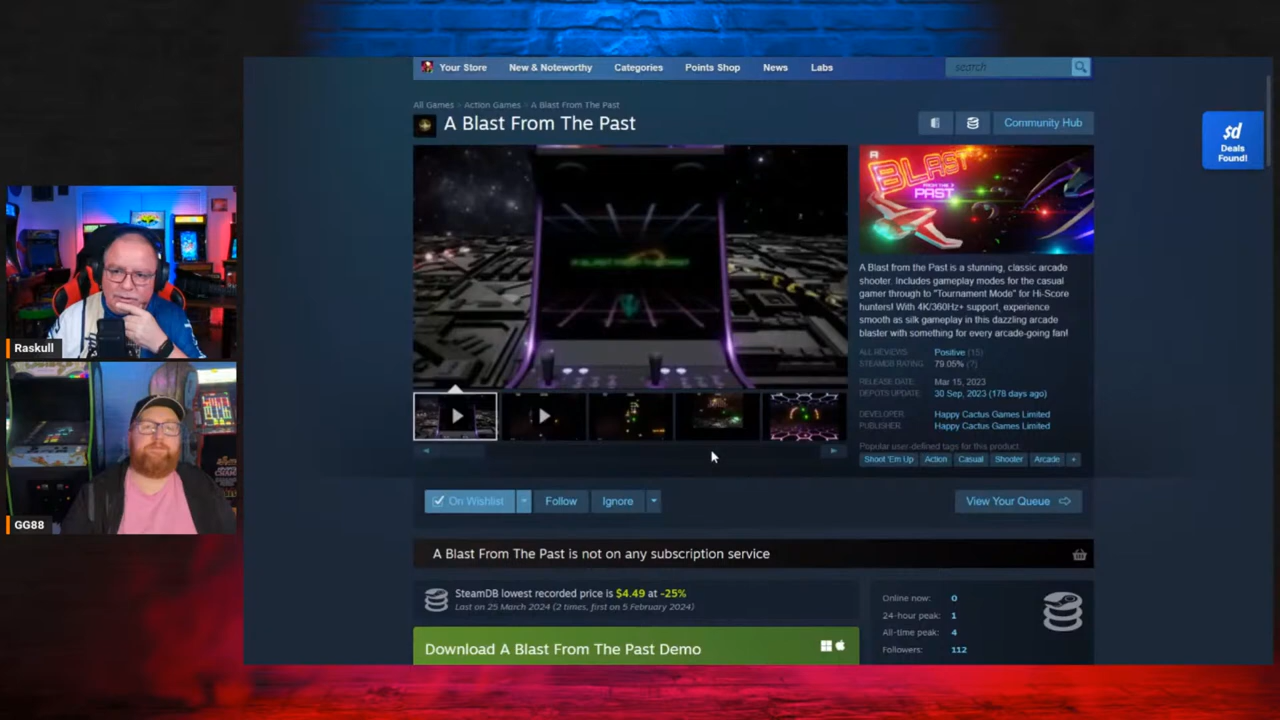 Your Store
New & Noteworthy
Categories
Points Shop
News
Labs
search
All Games > Action Games > A Blast From The Past
A Blast From The Past
Community Hub
$d
Deals
Found!
A
BLAST
FROM THE
PAST
A BLAST FROM THE PAST
A Blast from the Past is a stunning, classic arcade
shooter. Includes gameplay modes for the casual
gamer through to "Tournament Mode" for Hi-Score
hunters! With 4K/360Hz+ support, experience
smooth as silk gameplay in this dazzling arcade
blaster with something for every arcade-going fan!
ALL REVIEWS: Positive (15)
STEAMDB RATING: 79.05% (?)
RELEASE DATE: Mar 15, 2023
DEPOTS UPDATE: 30 Sep, 2023 (178 days ago)
DEVELOPER: Happy Cactus Games Limited
PUBLISHER: Happy Cactus Games Limited
Popular user-defined tags for this product:
Shoot 'Em Up Action Casual Shooter Arcade +
Raskull
GG88
On Wishlist
Follow
Ignore
View Your Queue
A Blast From The Past is not on any subscription service
SteamDB lowest recorded price is $4.49 at -25%
Last on 25 March 2024 (2 times, first on 5 February 2024)
Download A Blast From The Past Demo
Online now: 0
24-hour peak: 1
All-time peak: 4
Followers: 112